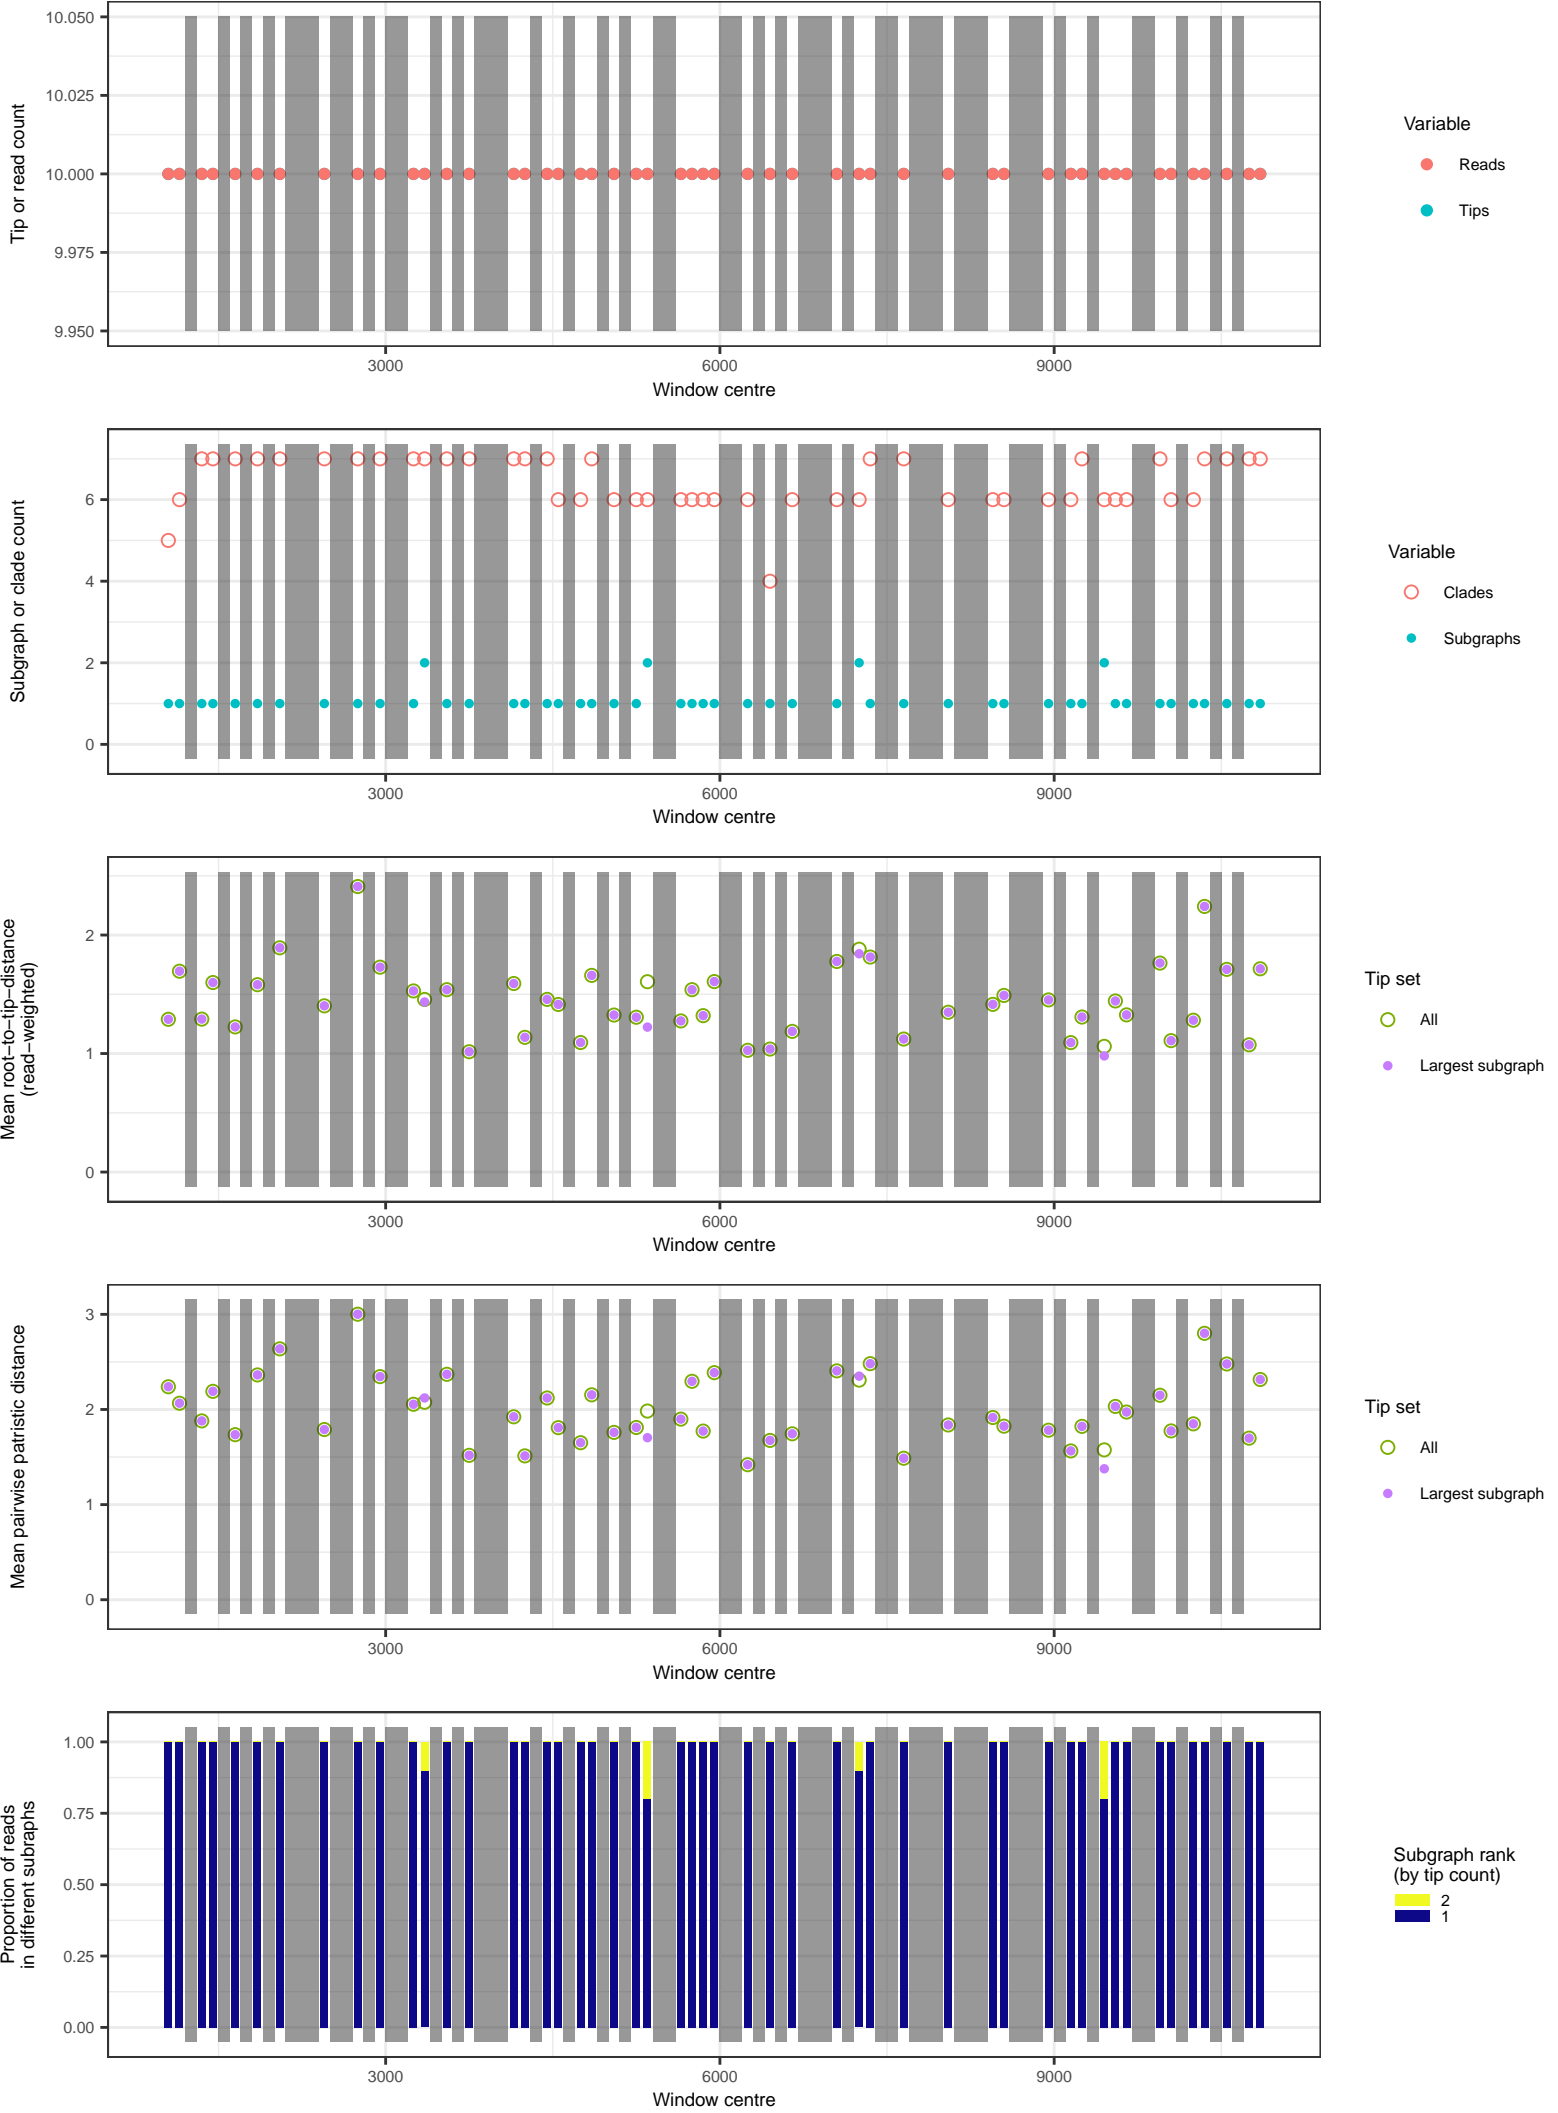 10.050
10.025
10.000
9.975
9.950
Tip or read count
3000
6000
9000
Window centre
Variable
Reads
Tips
6
4
2
0
Subgraph or clade count
3000
6000
9000
Window centre
Variable
Clades
Subgraphs
2
1
0
Mean root−to−tip−distance
(read−weighted)
3000
6000
9000
Window centre
Tip set
All
Largest subgraph
3
2
1
0
Mean pairwise patristic distance
3000
6000
9000
Window centre
Tip set
All
Largest subgraph
1.00
0.75
0.50
0.25
0.00
Proportion of reads
in different subraphs
3000
6000
9000
Window centre
Subgraph rank
(by tip count)
2
1